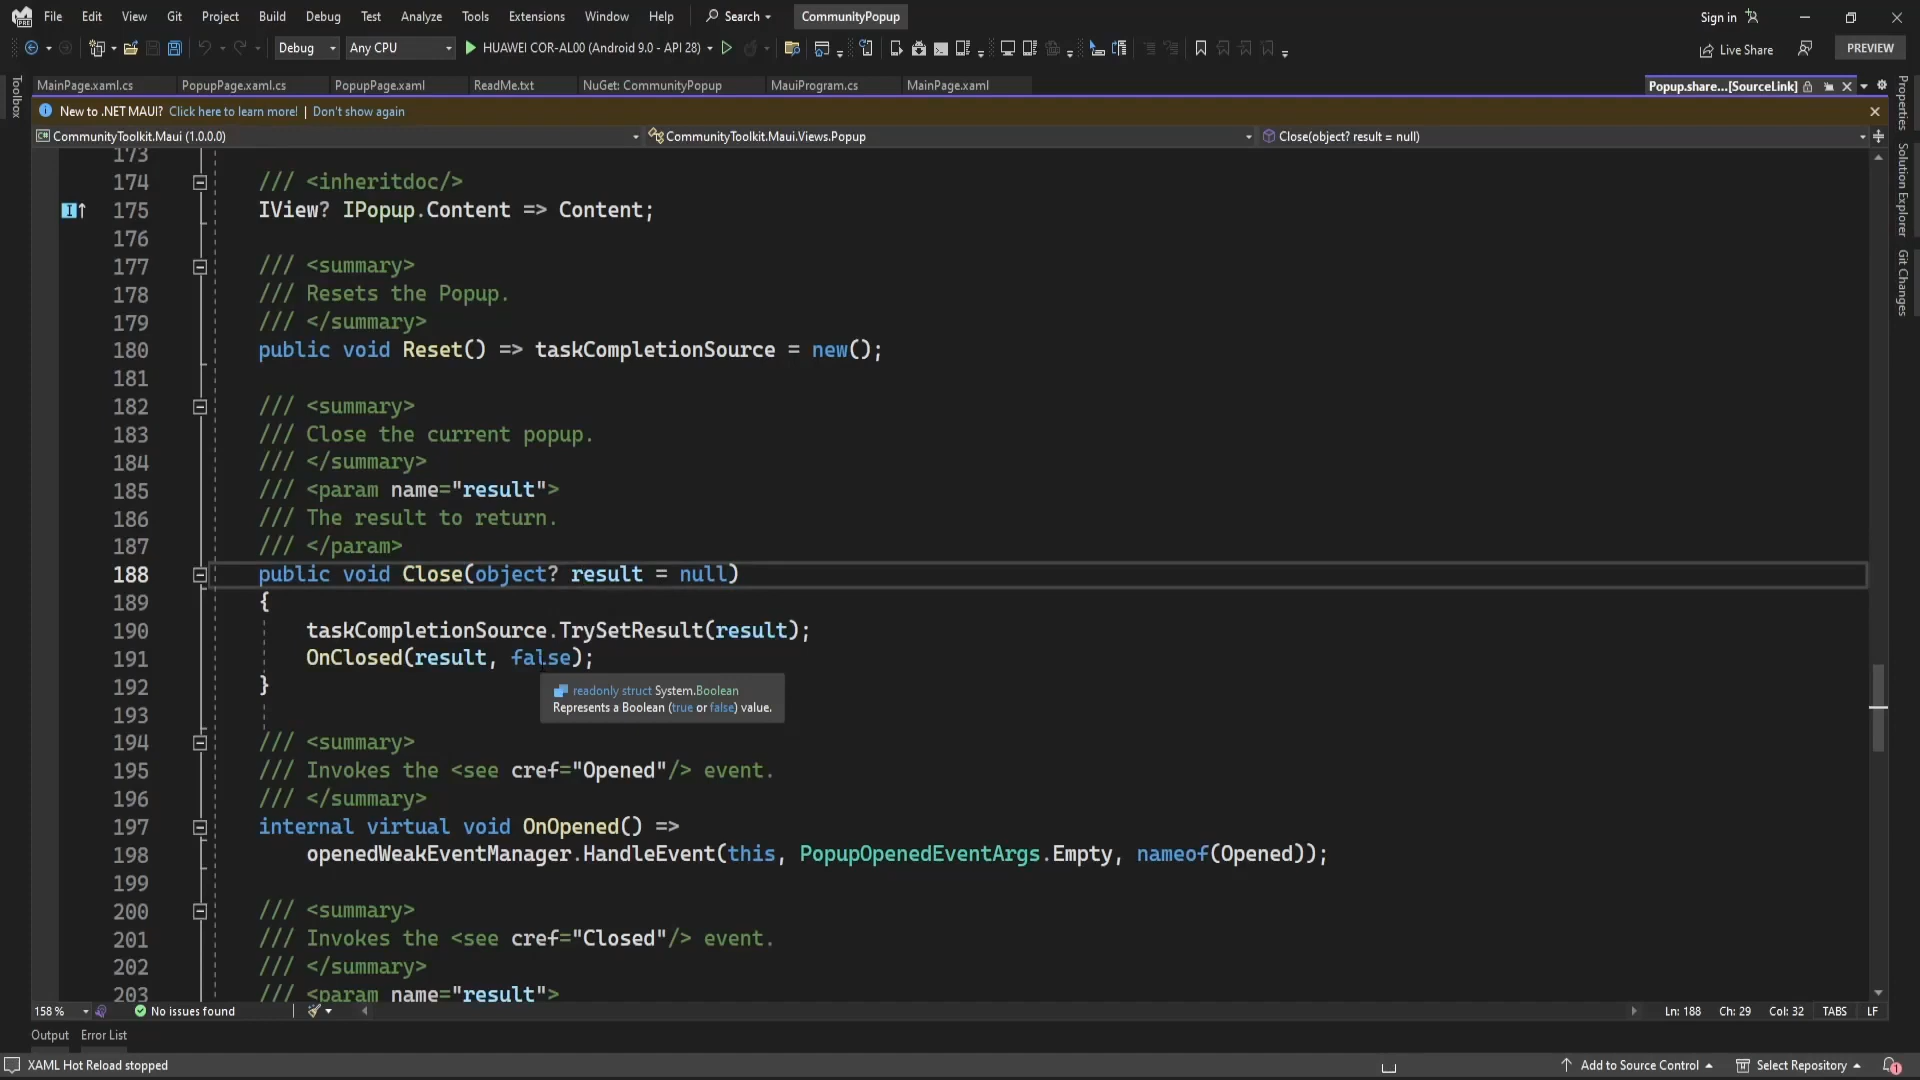 File Edit View Git Project Build Debug Test Analyze Tools Extensions Window Help Search CommunityPopup Sign in
Debug Any CPU HUAWEI COR-AL00 (Android 9.0 - API 28) Live Share PREVIEW
MainPage.xaml.cs PopupPage.xaml.cs PopupPage.xaml ReadMe.txt NuGet: CommunityPopup MauiProgram.cs MainPage.xaml Popup.share...[SourceLink]
New to .NET MAUI? Click here to learn more! | Don't show again
CommunityToolkit.Maui (1.0.0.0) CommunityToolkit.Maui.Views.Popup Close(object? result = null)
173
174 /// <inheritdoc/>
175 IView? IPopup.Content => Content;
176
177 /// <summary>
178 /// Resets the Popup.
179 /// </summary>
180 public void Reset() => taskCompletionSource = new();
181
182 /// <summary>
183 /// Close the current popup.
184 /// </summary>
185 /// <param name="result">
186 /// The result to return.
187 /// </param>
188 public void Close(object? result = null)
189 {
190 taskCompletionSource.TrySetResult(result);
191 OnClosed(result, false);
192 }
readonly struct System.Boolean
Represents a Boolean (true or false) value.
193
194 /// <summary>
195 /// Invokes the <see cref="Opened"/> event.
196 /// </summary>
197 internal virtual void OnOpened() =>
198 openedWeakEventManager.HandleEvent(this, PopupOpenedEventArgs.Empty, nameof(Opened));
199
200 /// <summary>
201 /// Invokes the <see cref="Closed"/> event.
202 /// </summary>
203 /// <param name="result">
158 % No issues found Ln: 188 Ch: 29 Col: 32 TABS LF
Output Error List
XAML Hot Reload stopped Add to Source Control Select Repository 1
Toolbox
Properties
Solution Explorer
Git Changes